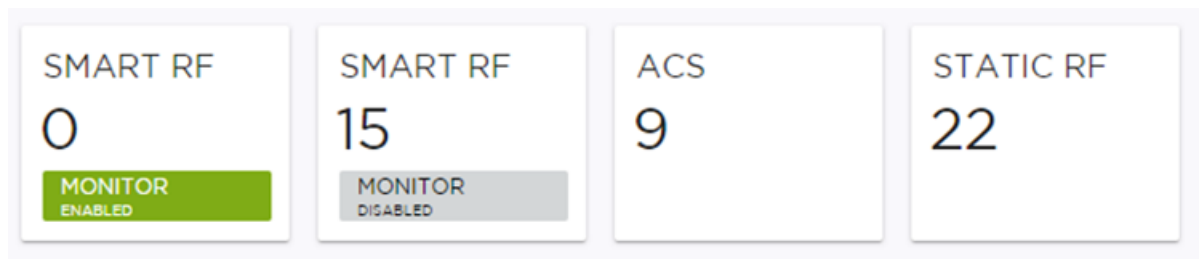 SMART RF
0
MONITOR
ENABLED
SMART RF
15
MONITOR
DISABLED
ACS
9
STATIC RF
22